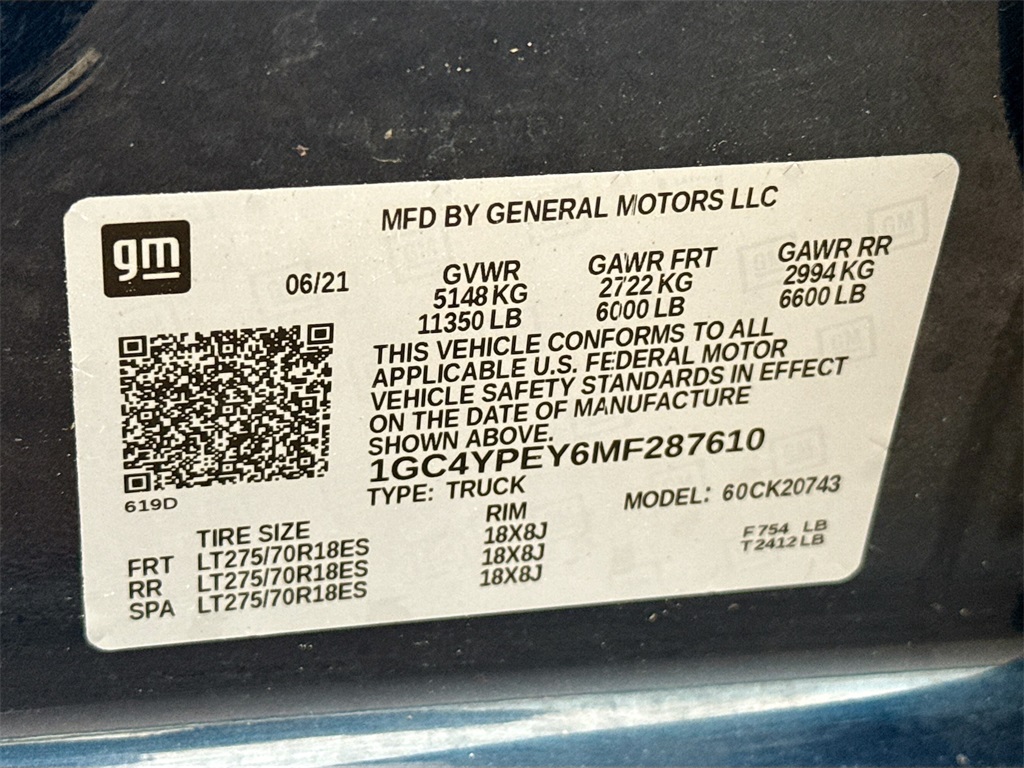 MFD BY GENERAL MOTORS LLC
gm
06/21
GVWR GAWR FRT GAWR RR
5148 KG 2722 KG 2994 KG
11350 LB 6000 LB 6600 LB
THIS VEHICLE CONFORMS TO ALL
APPLICABLE U.S. FEDERAL MOTOR
VEHICLE SAFETY STANDARDS IN EFFECT
ON THE DATE OF MANUFACTURE
SHOWN ABOVE.
1GC4YPEY6MF287610
619D
TYPE: TRUCK MODEL: 60CK20743
TIRE SIZE RIM
FRT LT275/70R18ES 18X8J
RR LT275/70R18ES 18X8J
SPA LT275/70R18ES 18X8J
F754 LB
T2412LB